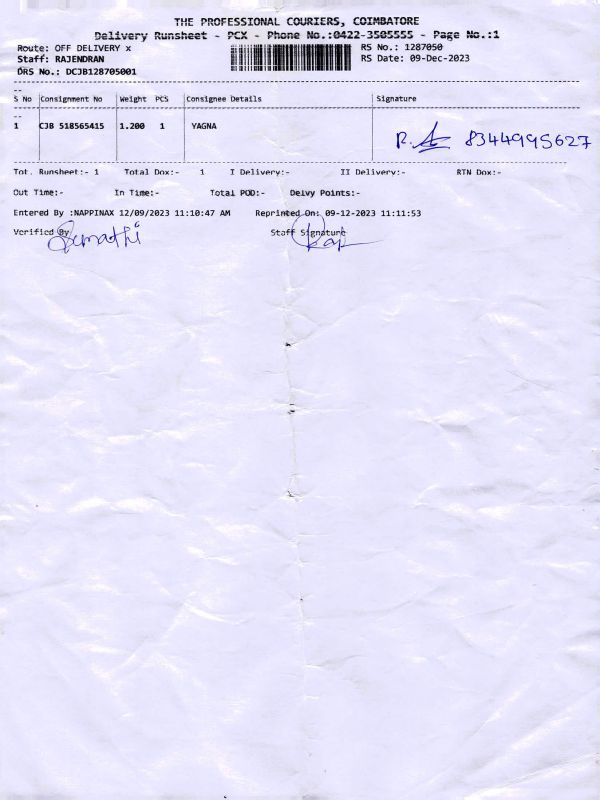 THE PROFESSIONAL COURIERS, COIMBATORE
Delivery Runsheet - PCX - Phone No.:0422-3505555 - Page No.:1
Route: OFF DELIVERY x
RS No.: 1287050
Staff: RAJENDRAN
RS Date: 09-Dec-2023
DRS No.: DCJB128705001
S No Consignment No Weight PCS Consignee Details Signature
1 CJB 518565415 1.200 1 YAGNA
R. 8344995627
Tot. Runsheet:- 1 Total Dox:- 1 I Delivery:- II Delivery:- RTN Dox:-
Out Time:- In Time:- Total POD:- Delvy Points:-
Entered By :NAPPINAX 12/09/2023 11:10:47 AM Reprinted On: 09-12-2023 11:11:53
Verified By Staff Signature